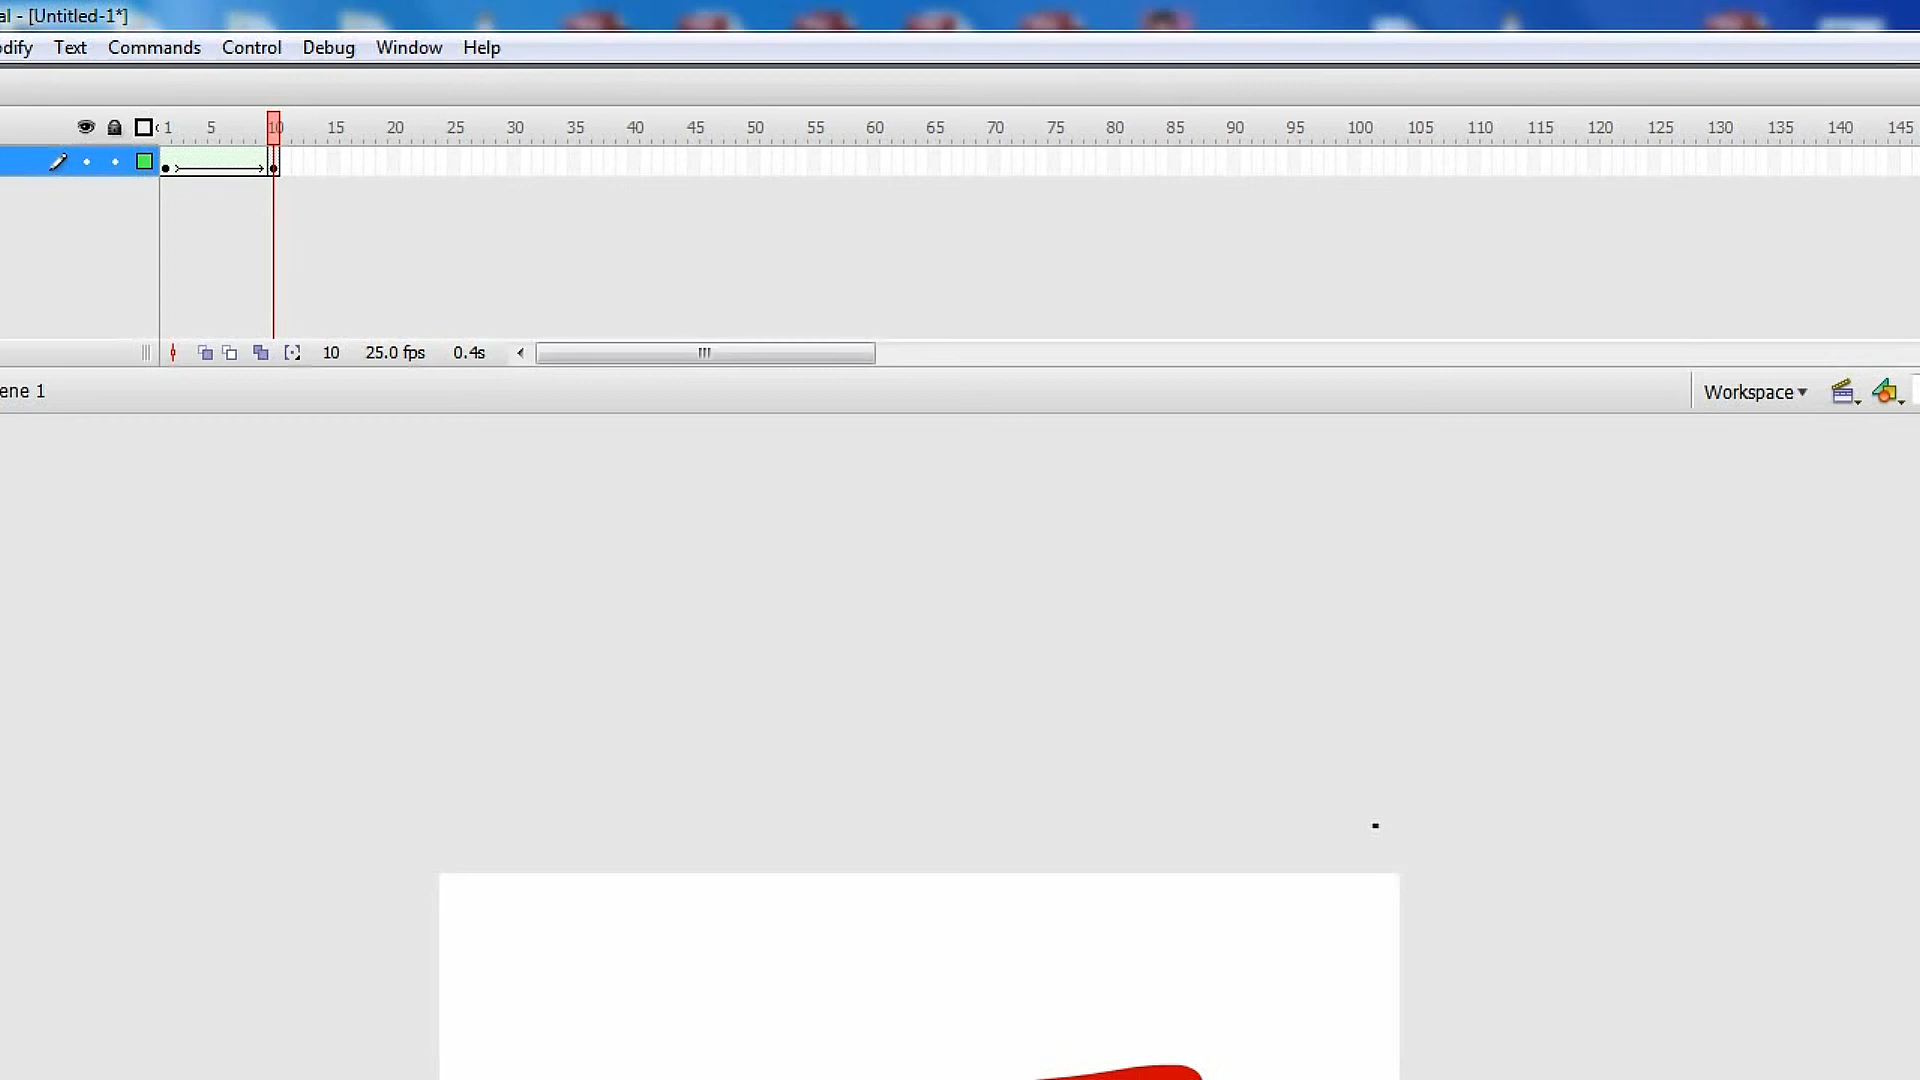 al - [Untitled-1*]
odify Text Commands Control Debug Window Help
1 5 10 15 20 25 30 35 40 45 50 55 60 65 70 75 80 85 90 95 100 105 110 115 120 125 130 135 140 145
10 25.0 fps 0.4s
ene 1 Workspace